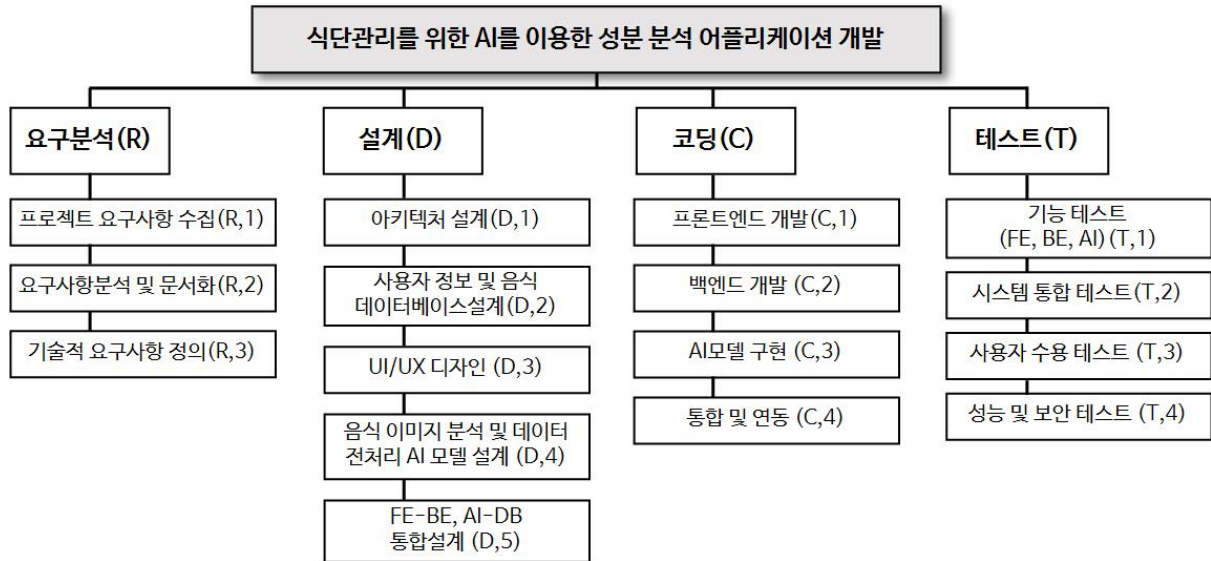 식단관리를 위한 AI를 이용한 성분 분석 어플리케이션 개발
요구분석(R)
프로젝트 요구사항 수집(R,1)
요구사항분석 및 문서화(R,2)
기술적 요구사항 정의(R,3)
설계(D)
아키텍처 설계(D,1)
사용자 정보 및 음식
데이터베이스설계(D,2)
UI/UX 디자인 (D,3)
음식 이미지 분석 및 데이터
전처리 AI 모델 설계 (D,4)
FE-BE, AI-DB
통합설계 (D,5)
코딩(C)
프론트엔드 개발(C,1)
백엔드 개발 (C,2)
AI모델 구현 (C,3)
통합 및 연동 (C,4)
테스트(T)
기능 테스트
(FE, BE, AI) (T,1)
시스템 통합 테스트(T,2)
사용자 수용 테스트 (T,3)
성능 및 보안 테스트 (T,4)